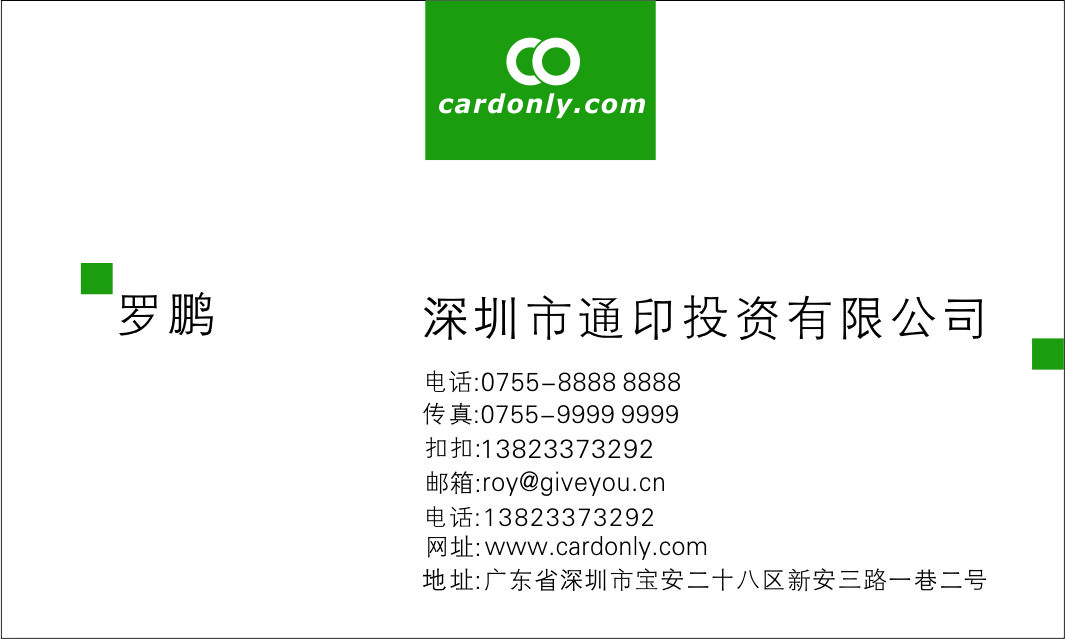 cardonly.com
罗鹏
深圳市通印投资有限公司
电话:0755-8888 8888
传真:0755-9999 9999
扣扣:13823373292
邮箱:roy@giveyou.cn
电话:13823373292
网址:www.cardonly.com
地址:广东省深圳市宝安二十八区新安三路一巷二号